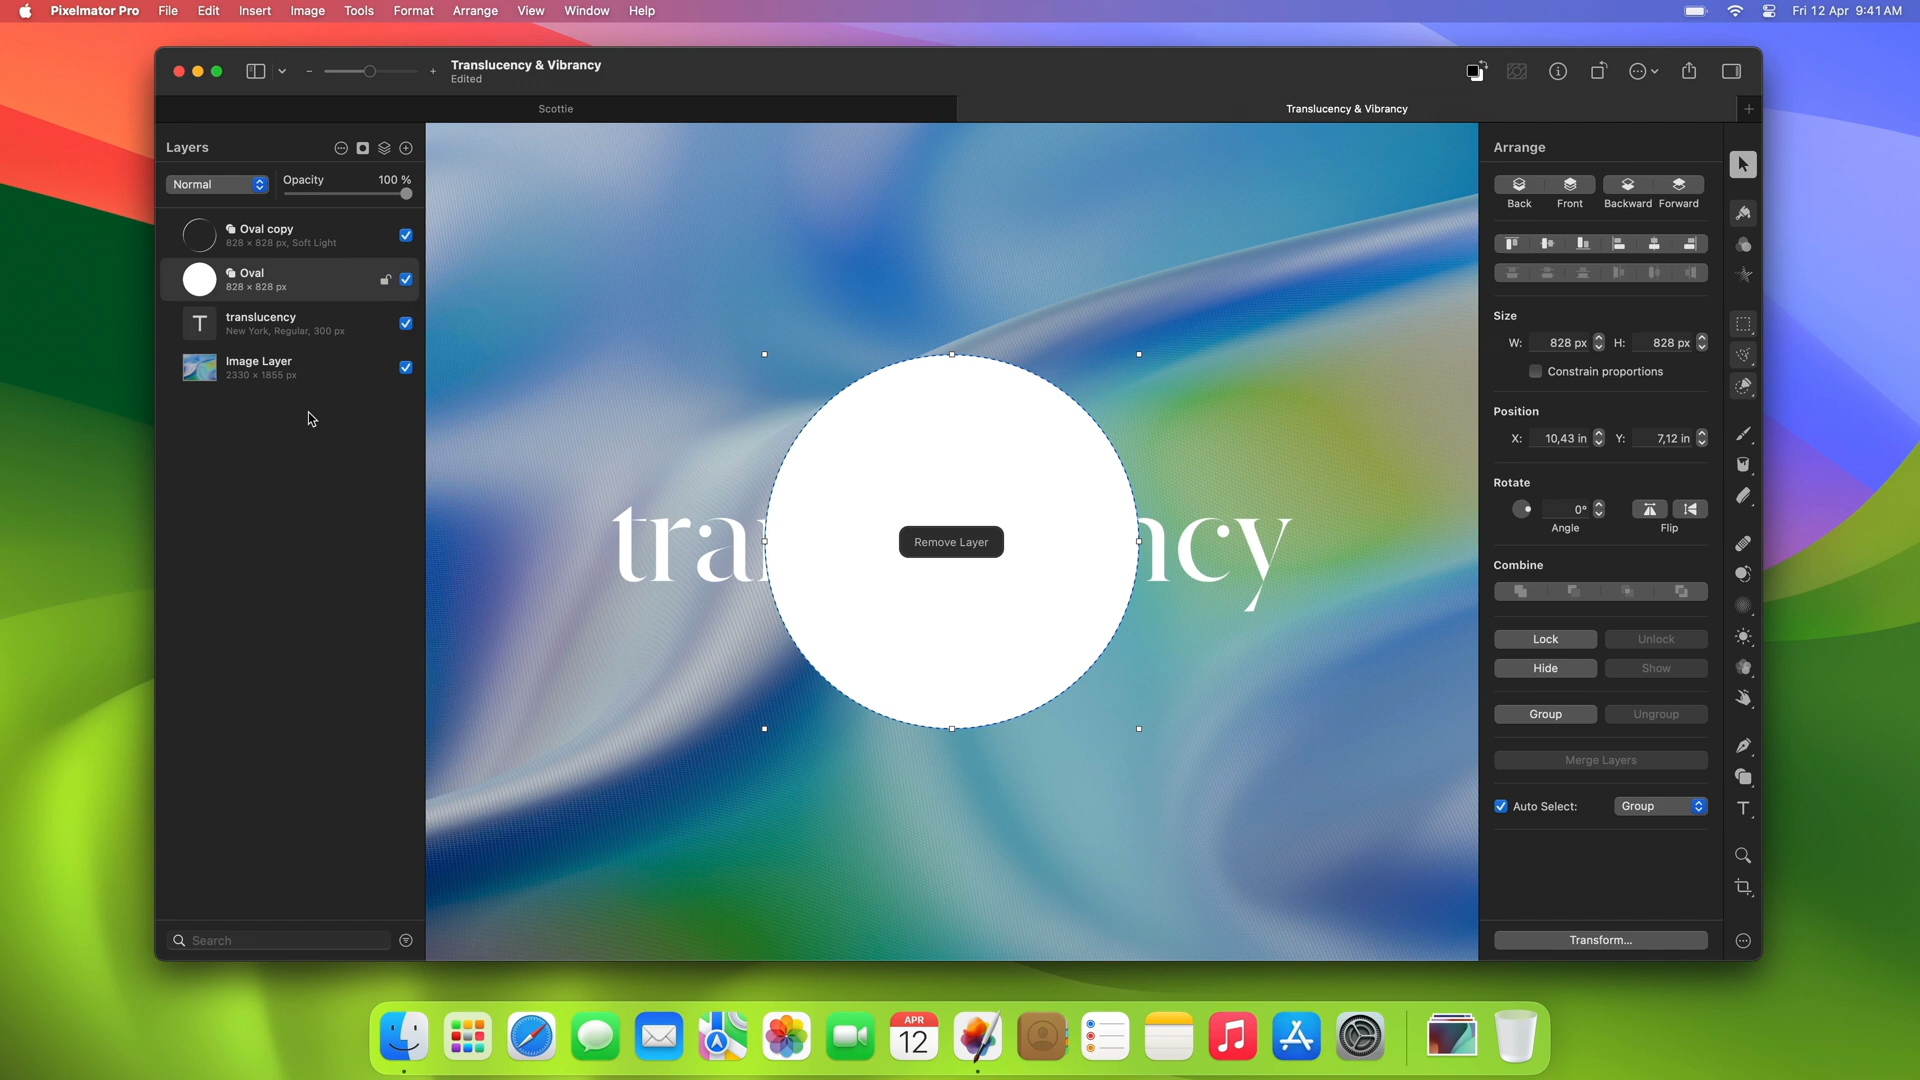 Pixelmator Pro File Edit Insert Image Tools Format Arrange View Window Help Fri 12 Apr 9:41 AM
Translucency & Vibrancy
Edited
Scottie Translucency & Vibrancy
Layers
Normal Opacity 100 %
Oval copy
828 × 828 px, Soft Light
Oval
828 × 828 px
T translucency
New York, Regular, 300 px
Image Layer
2330 × 1855 px
Search
tra ncy
Remove Layer
Arrange
Back Front Backward Forward
Size
W: 828 px H: 828 px
Constrain proportions
Position
X: 10,43 in Y: 7,12 in
Rotate
0°
Angle Flip
Combine
Lock Unlock
Hide Show
Group Ungroup
Merge Layers
Auto Select: Group
Transform...
APR
12